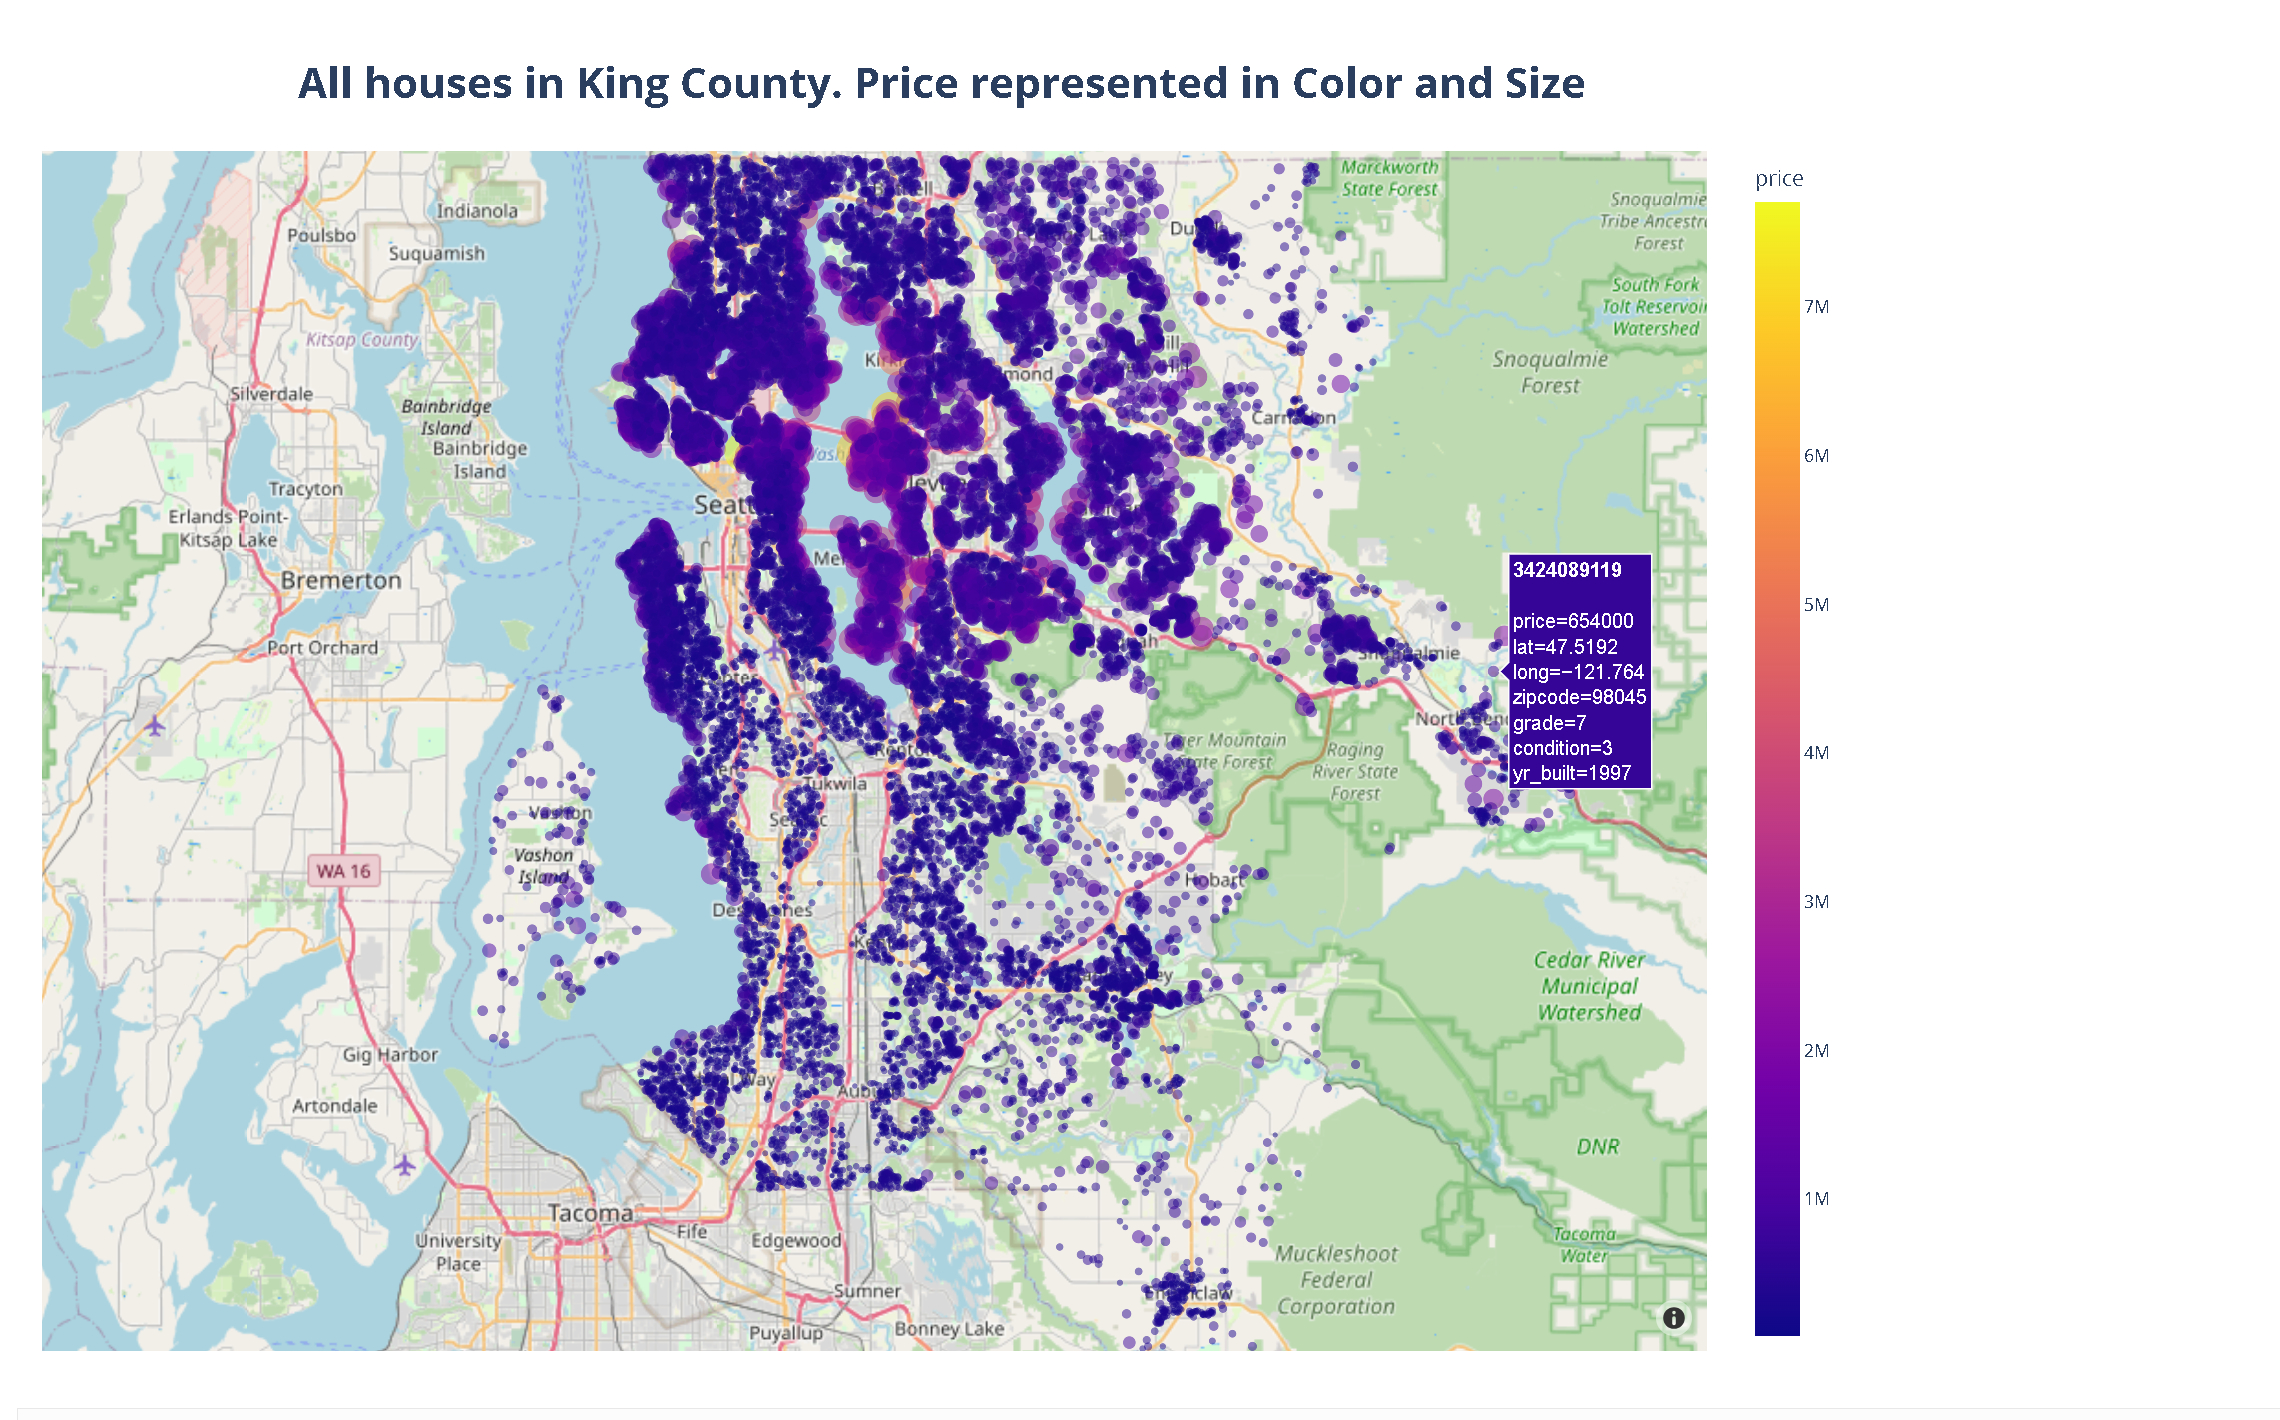 All houses in King County. Price represented in Color and Size
price
7M
6M
5M
4M
3M
2M
1M
Marckworth
State Forest
Snoqualmie
Forest
Indianola
Poulsbo
Suquamish
South Fork
Watershed
Kitsap County
Snoqualmie
Forest
Silverdale
Bainbridge
Island
Bainbridge
Island
Tracyton
Erlands Point-
Kitsap Lake
Bremerton
Port Orchard
3424089119
price=654000
lat=47.5192
long=−121.764
zipcode=98045
grade=7
condition=3
yr_built=1997
Raging
River State
Forest
Tukwila
Vashon
Vashon
Island
WA 16
Hobart
Cedar River
Municipal
Watershed
Gig Harbor
Artondale
DNR
Tacoma
Fife
Edgewood
University
Place
Tacoma
Water
Muckleshoot
Federal
Corporation
Sumner
Puyallup
Bonney Lake